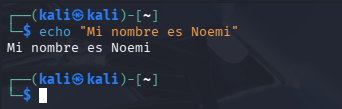 ┌──(kali㉿kali)-[~]
└─$ echo "Mi nombre es Noemi"
Mi nombre es Noemi

┌──(kali㉿kali)-[~]
└─$